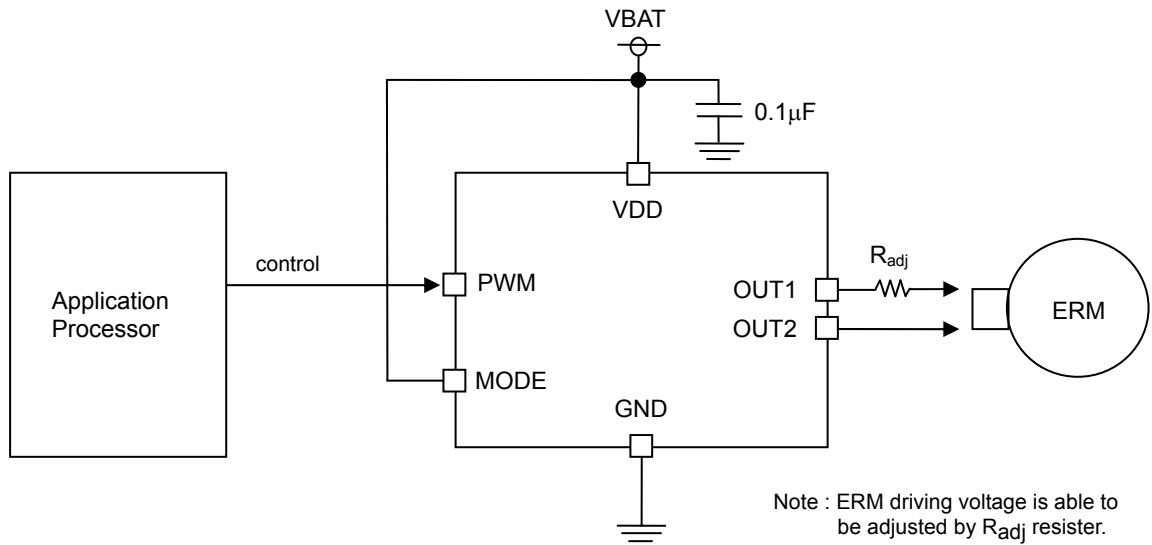 VBAT
0.1μF
VDD
control
PWM
Application
Processor
MODE
GND
OUT1
OUT2
Radj
ERM
Note : ERM driving voltage is able to
be adjusted by Radj resister.